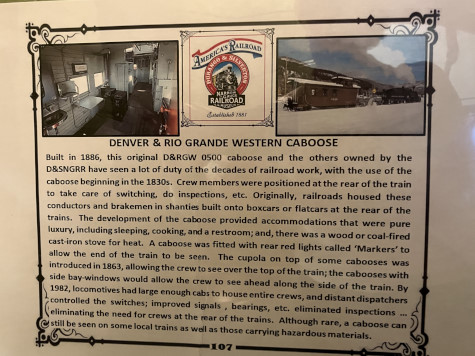 AMERICA'S RAILROAD
DURANGO & SILVERTON
NARROW
GAUGE
RAILROAD
Established 1881
DENVER & RIO GRANDE WESTERN CABOOSE
Built in 1886, this original D&RGW 0500 caboose and the others owned by the
D&SNGRR have seen a lot of duty of the decades of railroad work, with the use of the
caboose beginning in the 1830s. Crew members were positioned at the rear of the train
to take care of switching, do inspections, etc. Originally, railroads housed these
conductors and brakemen in shanties built onto boxcars or flatcars at the rear of the
trains. The development of the caboose provided accommodations that were pure
luxury, including sleeping, cooking, and a restroom; and, there was a wood or coal-fired
cast-iron stove for heat. A caboose was fitted with rear red lights called 'Markers' to
allow the end of the train to be seen. The cupola on top of some cabooses was
introduced in 1863, allowing the crew to see over the top of the train; the cabooses with
side bay-windows would allow the crew to see ahead along the side of the train. By
1982, locomotives had large enough cabs to house entire crews, and distant dispatchers
controlled the switches; improved signals , bearings, etc. eliminated inspections ...
eliminating the need for crews at the rear of the trains. Although rare, a caboose can
still be seen on some local trains as well as those carrying hazardous materials.
107